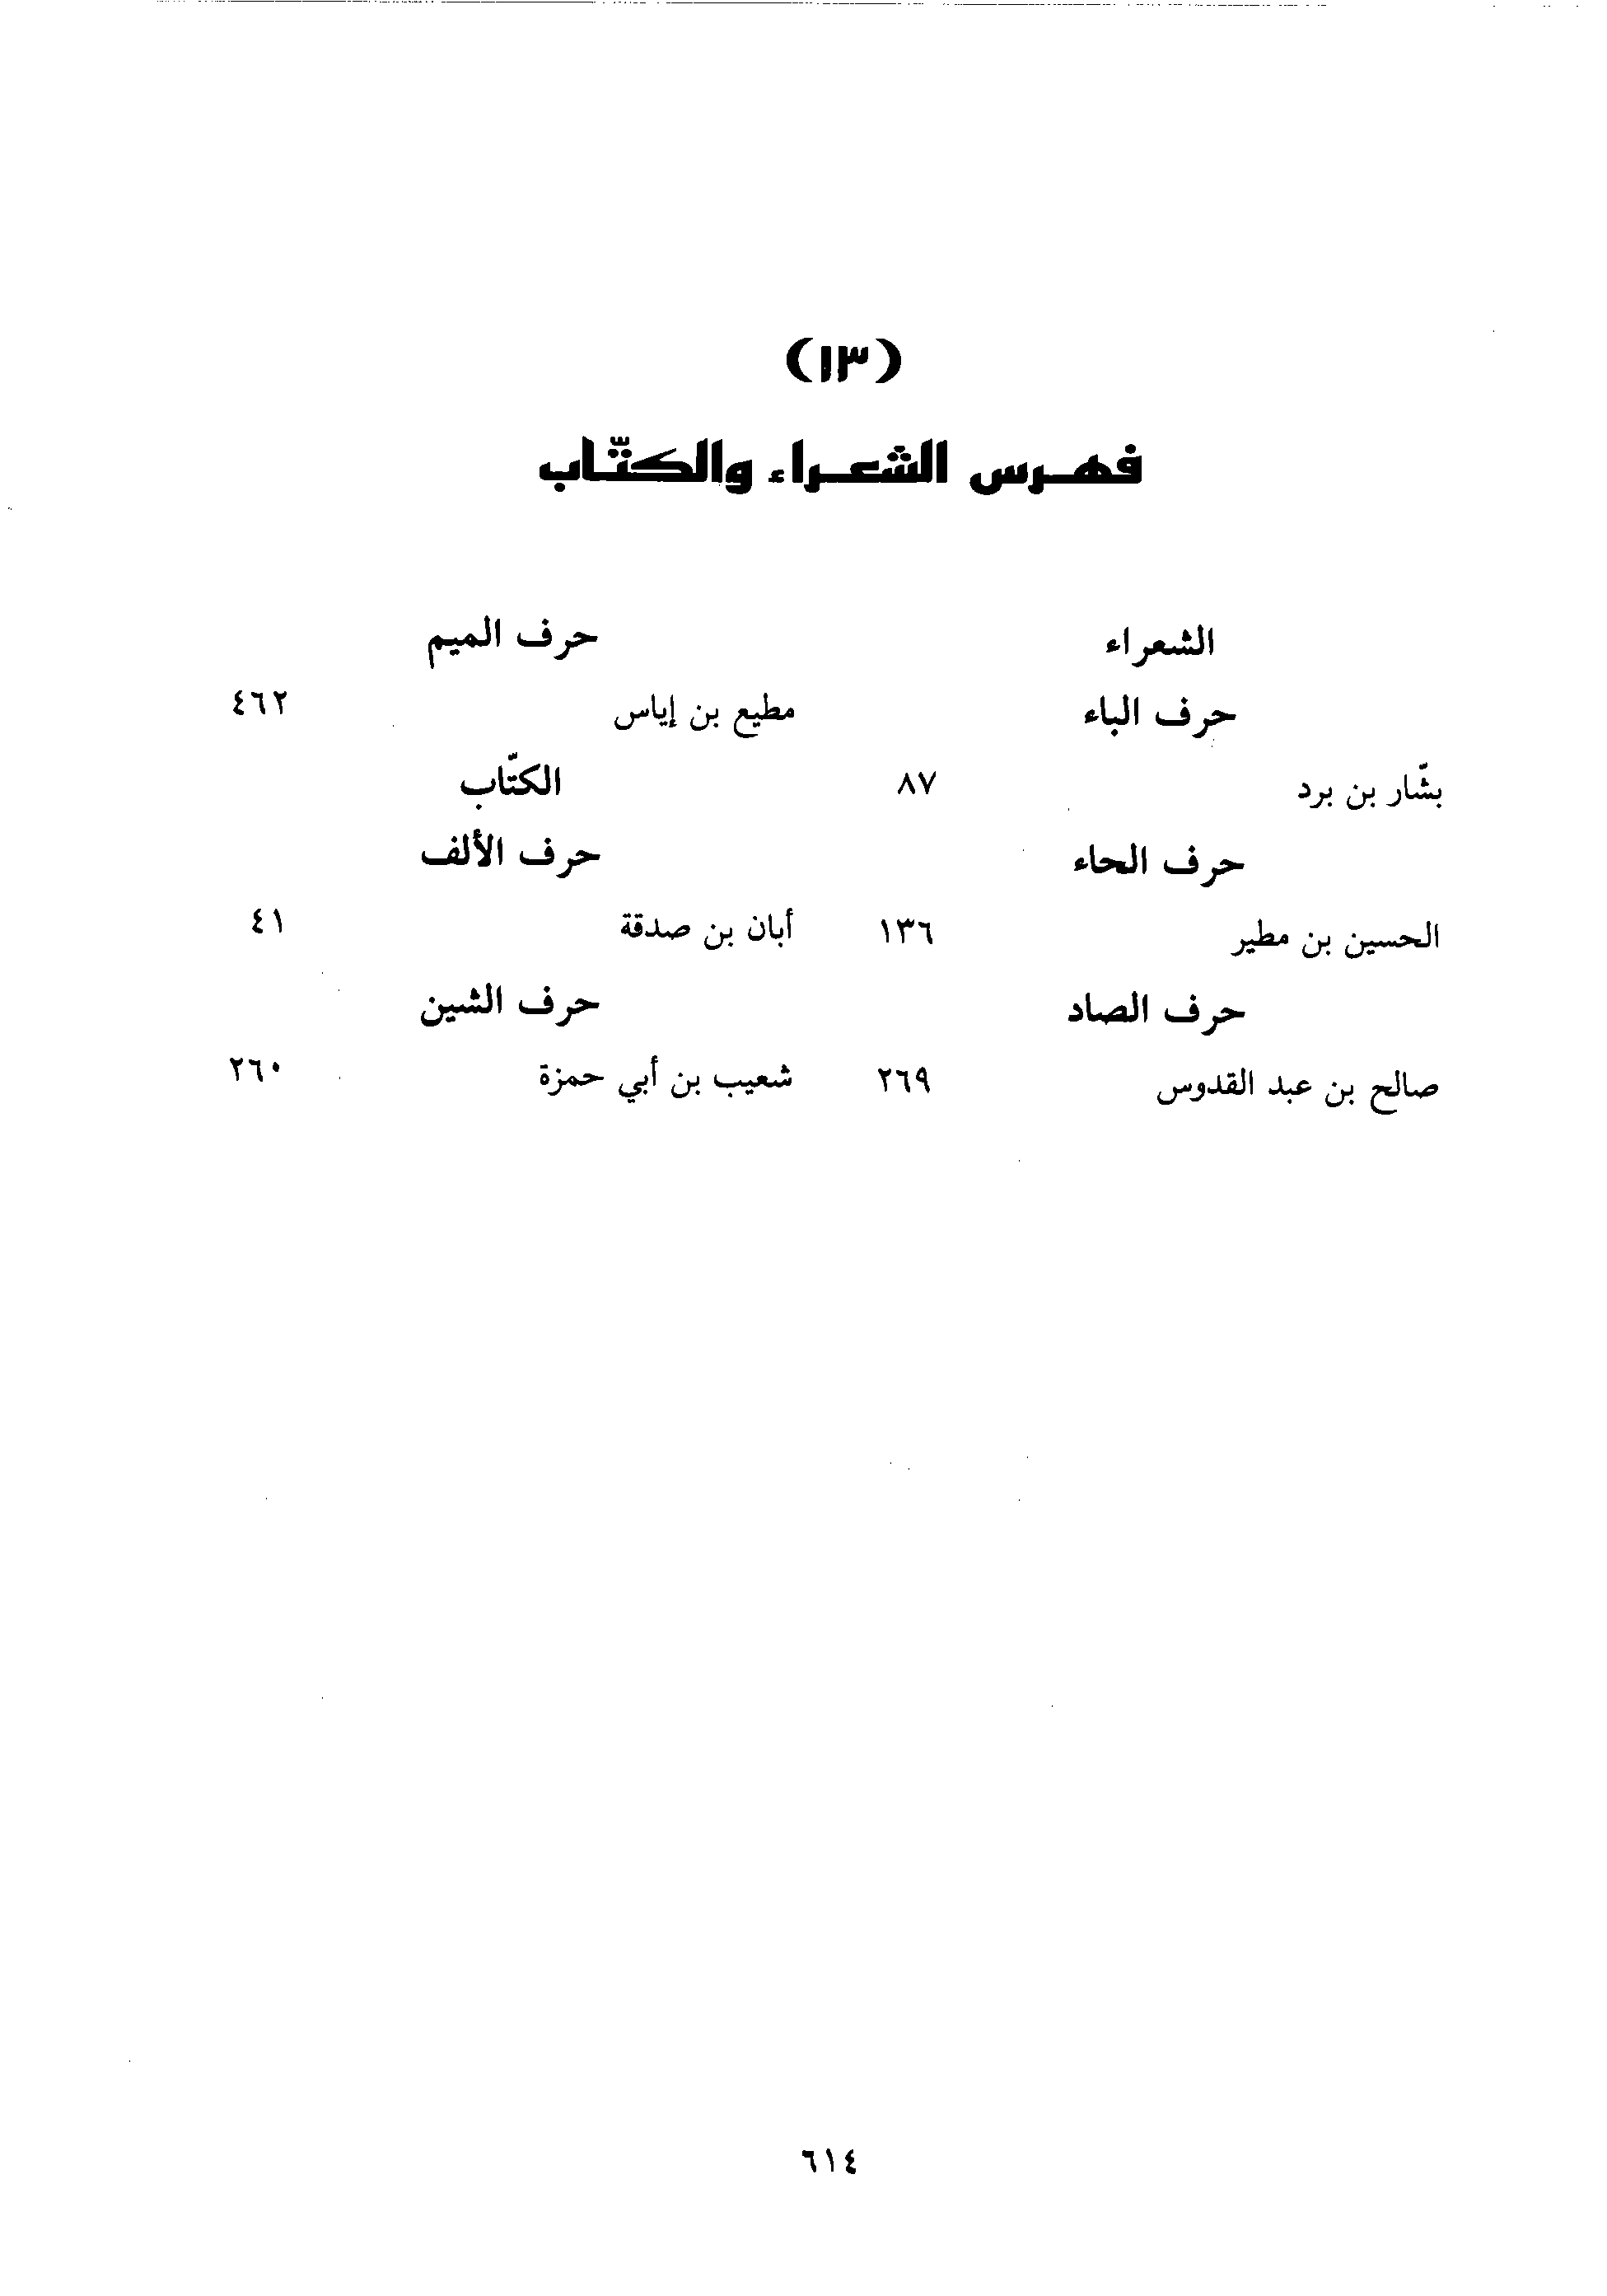 (١٣)
فهرس الشعراء والكتّاب
الشعراء
حرف الباء
بشّار بن برد ٨٧
حرف الحاء
الحسين بن مطير ١٣٦
حرف الصاد
صالح بن عبد القدوس ٢٦٩
حرف الميم
مطيع بن إياس ٤٦٢
الكتّاب
حرف الألف
أبان بن صدقة ٤١
حرف الشين
شعيب بن أبي حمزة ٢٦٠
٦١٤